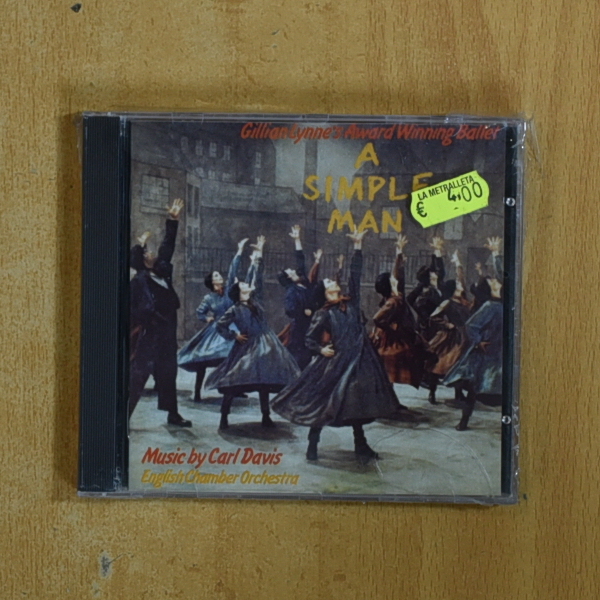 Gillian Lynne's Award Winning Ballet
A
SIMPLE
MAN
LA METRALLETA
€ 4,00
Music by Carl Davis
English Chamber Orchestra